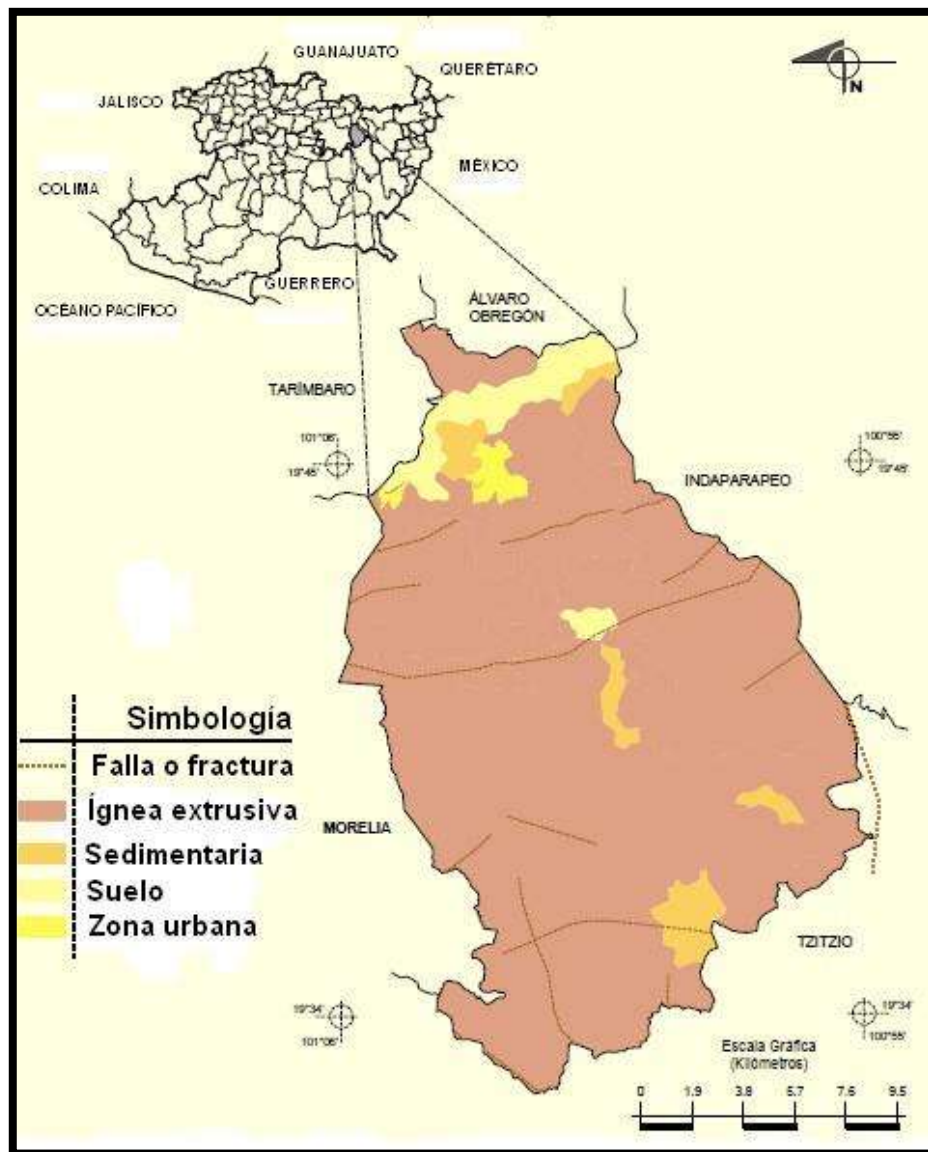 GUANAJUATO
QUERÉTARO
JALISCO
MÉXICO
COLIMA
GUERRERO
OCÉANO PACÍFICO
N
ÁLVARO
OBREGÓN
TARÍMBARO
101°06'
19°45'
100°55'
19°45'
INDAPARAPEO
Simbología
Falla o fractura
Ígnea extrusiva
Sedimentaria
Suelo
Zona urbana
MORELIA
TZITZIO
19°34'
101°06'
19°34'
100°55'
Escala Gráfica
(Kilómetros)
0 1.9 3.8 5.7 7.6 9.5